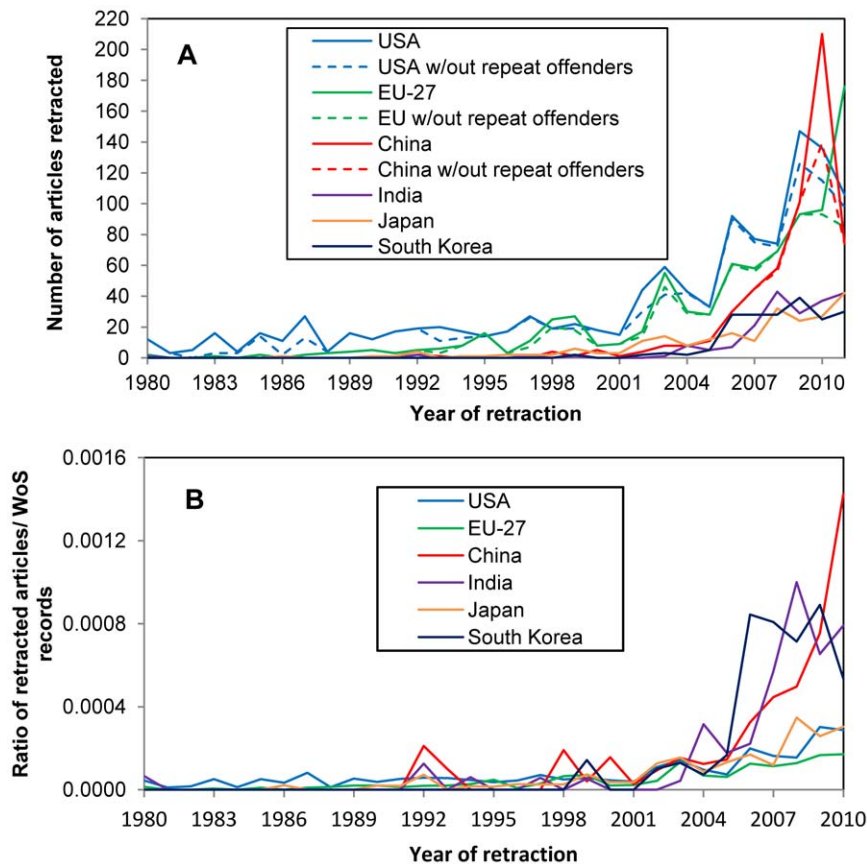 220
200
180
160
140
120
100
80
60
40
20
0
Number of articles retracted
A
USA
USA w/out repeat offenders
EU-27
EU w/out repeat offenders
China
China w/out repeat offenders
India
Japan
South Korea
1980 1983 1986 1989 1992 1995 1998 2001 2004 2007 2010
Year of retraction
0.0016
0.0012
0.0008
0.0004
0.0000
Ratio of retracted articles/ WoS
records
B
USA
EU-27
China
India
Japan
South Korea
1980 1983 1986 1989 1992 1995 1998 2001 2004 2007 2010
Year of retraction